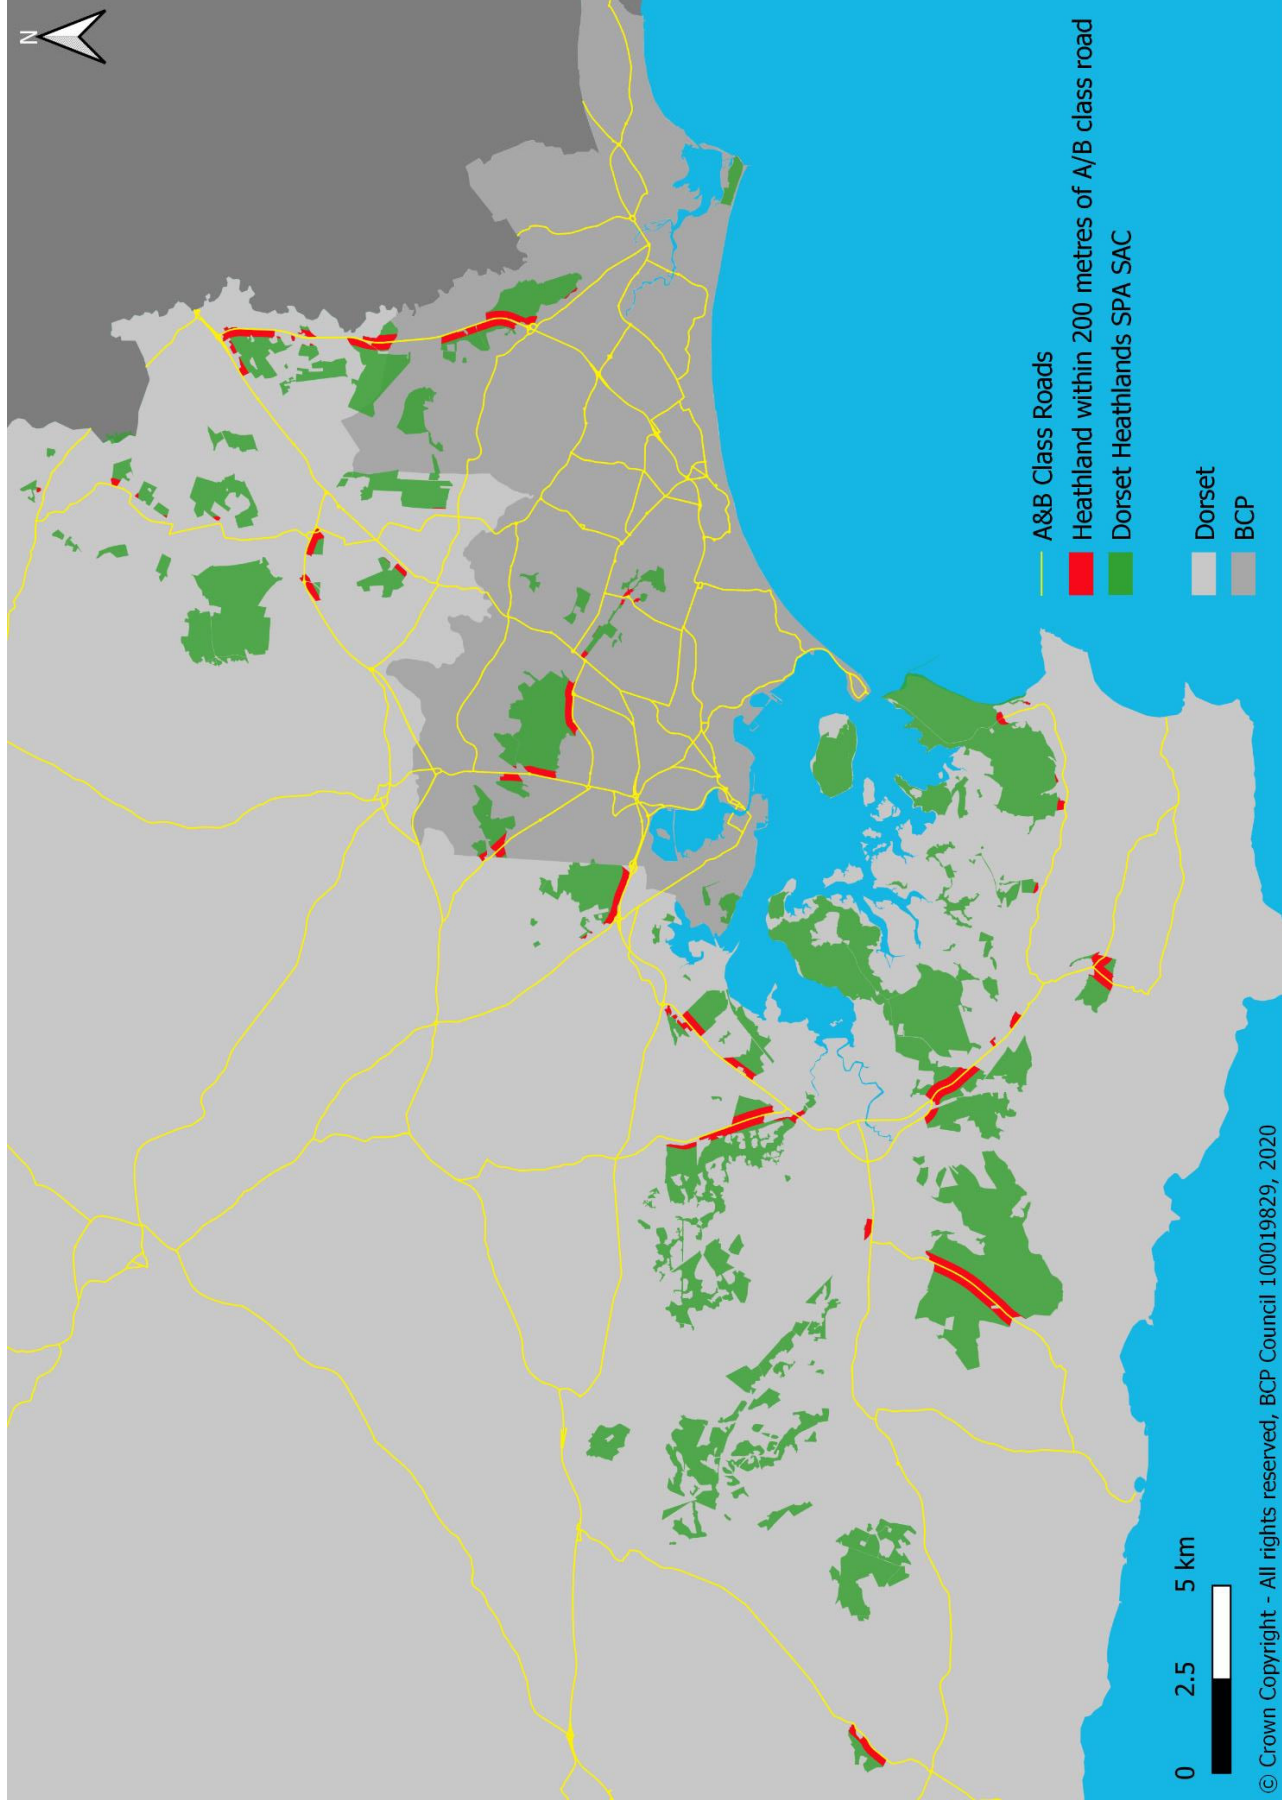 N
A&B Class Roads
Heathland within 200 metres of A/B class road
Dorset Heathlands SPA SAC
Dorset
BCP
0 2.5 5 km
© Crown Copyright - All rights reserved, BCP Council 100019829, 2020